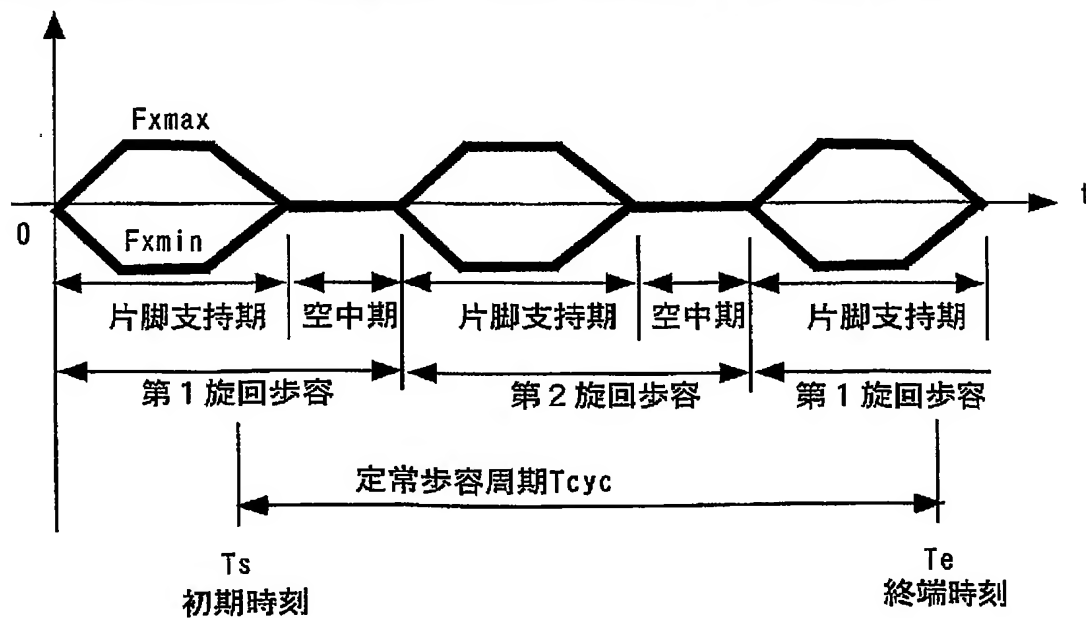 Fxmax
t
0
Fxmin
片脚支持期 空中期 片脚支持期 空中期 片脚支持期
第1旋回歩容 第2旋回歩容 第1旋回歩容
定常歩容周期Tcyc
Ts Te
初期時刻 終端時刻